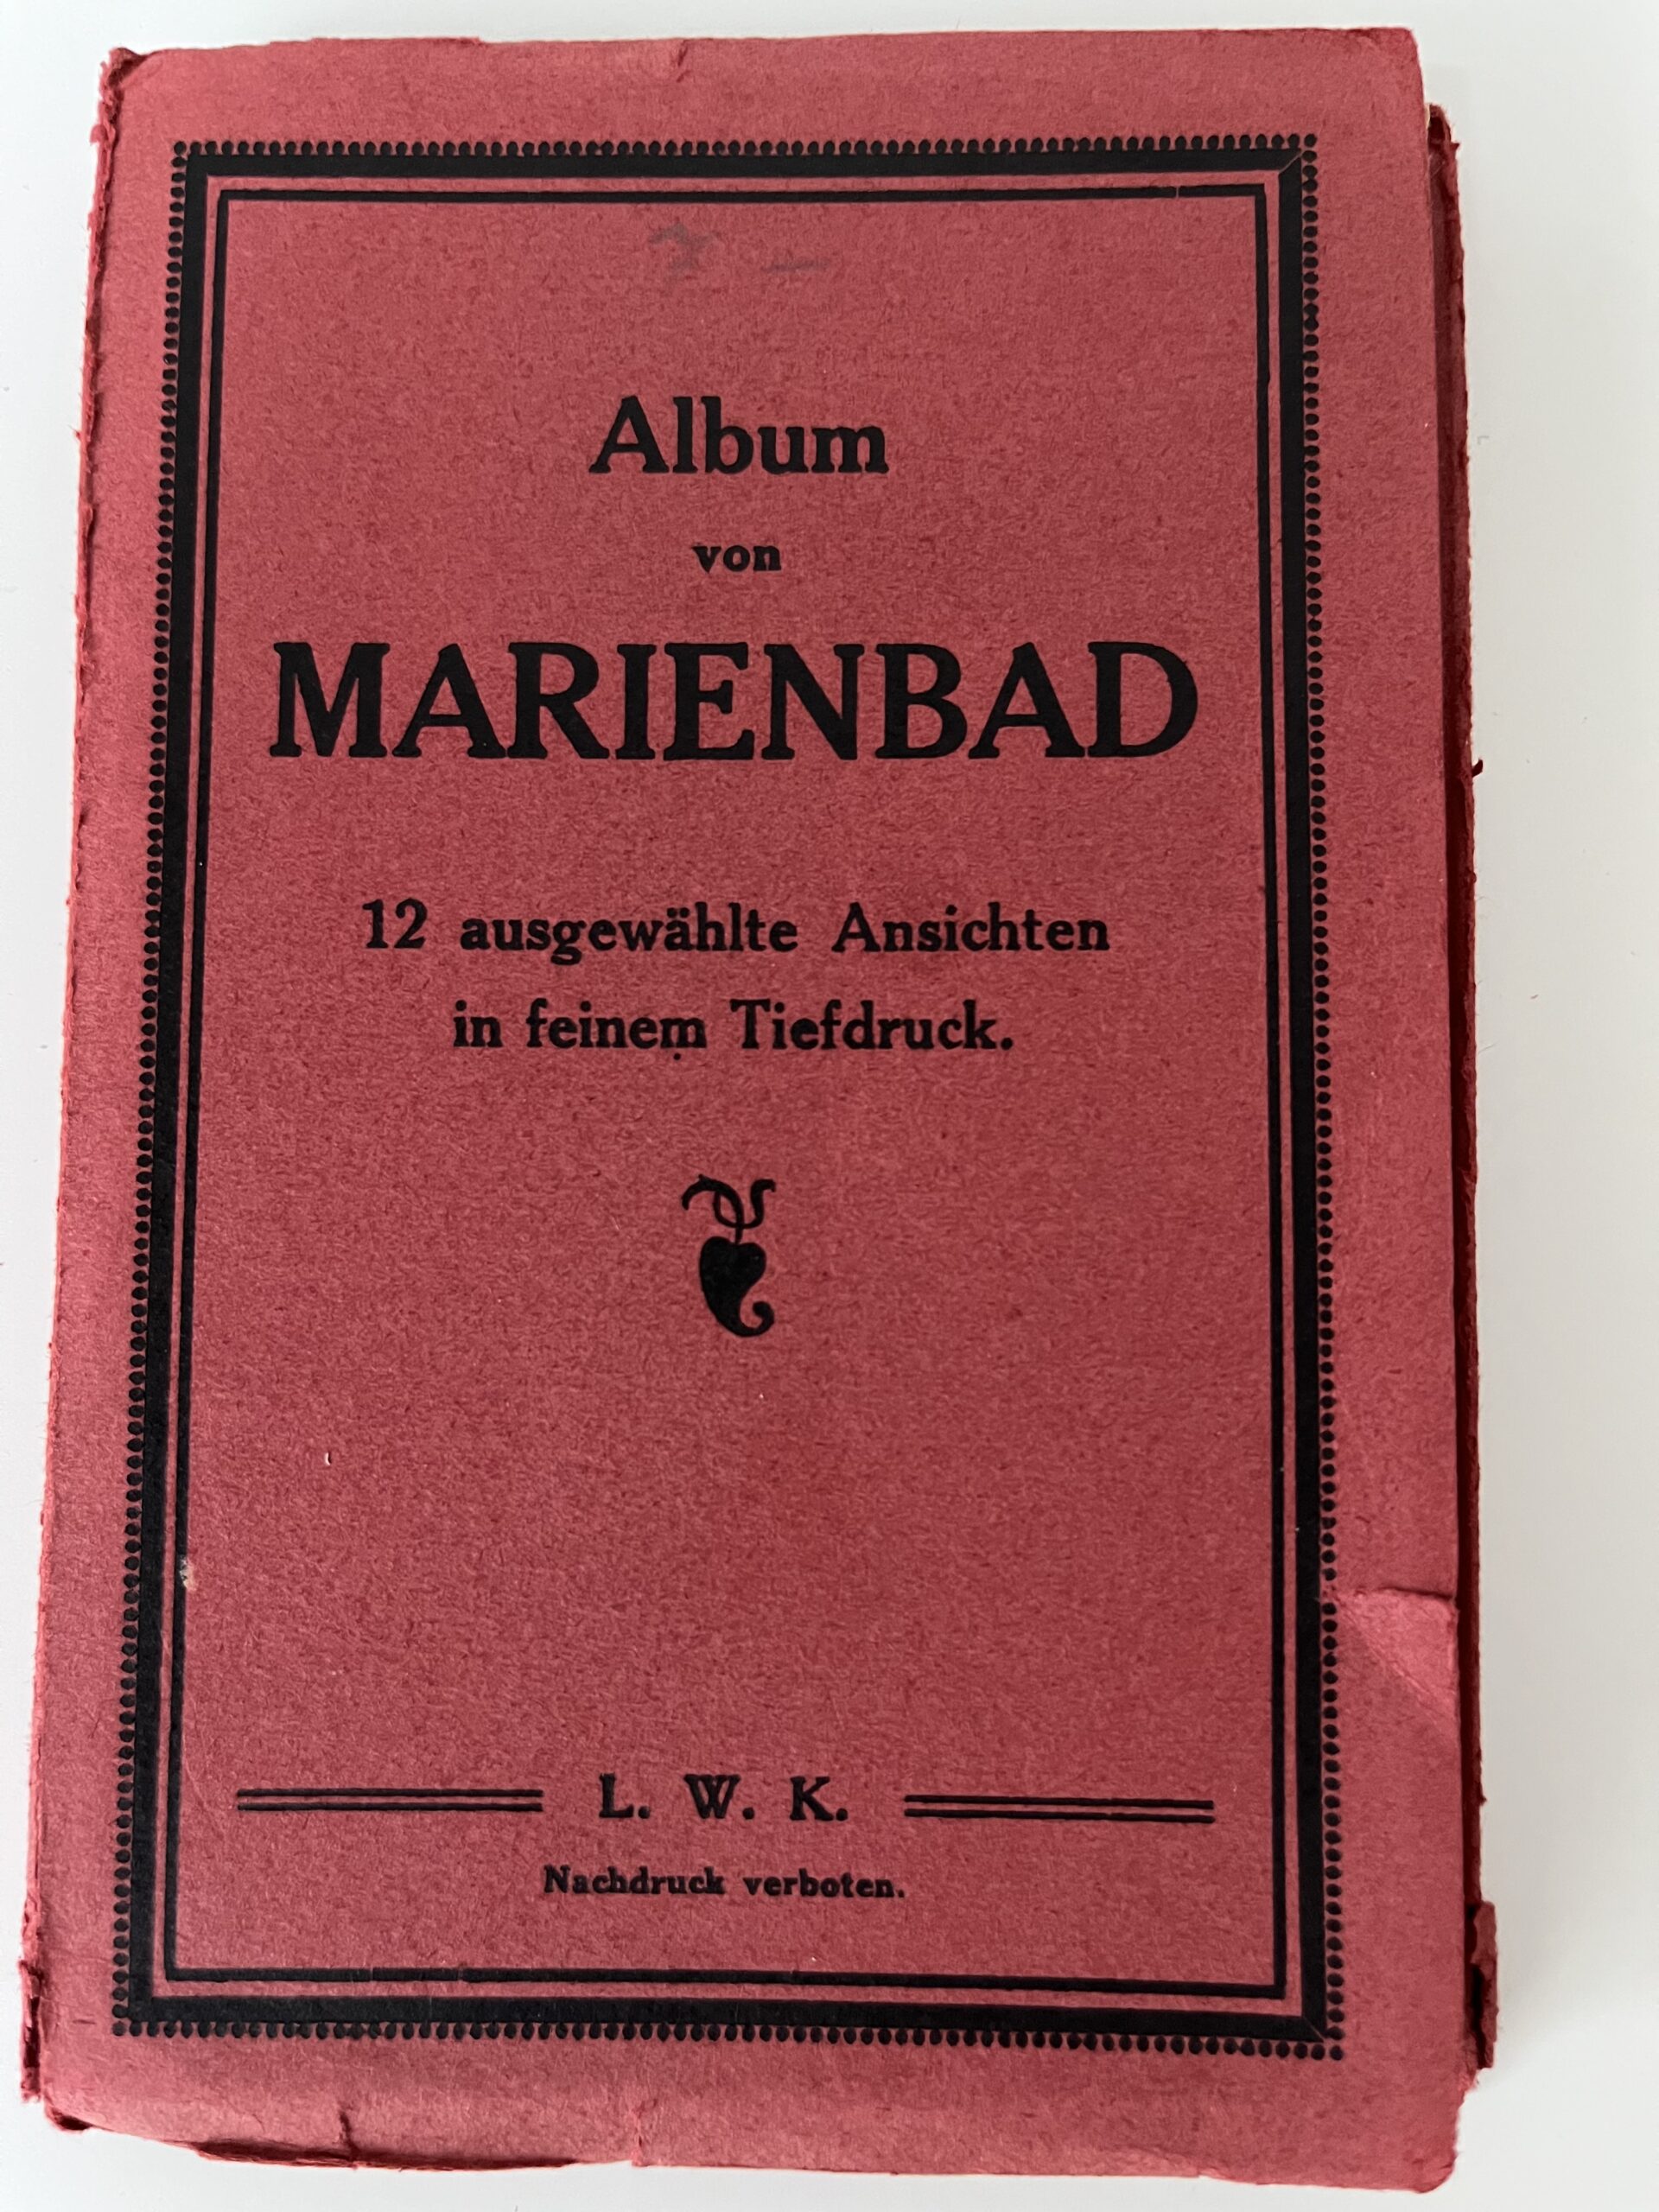 Album
von
MARIENBAD
12 ausgewählte Ansichten
in feinem Tiefdruck.
L. W. K.
Nachdruck verboten.